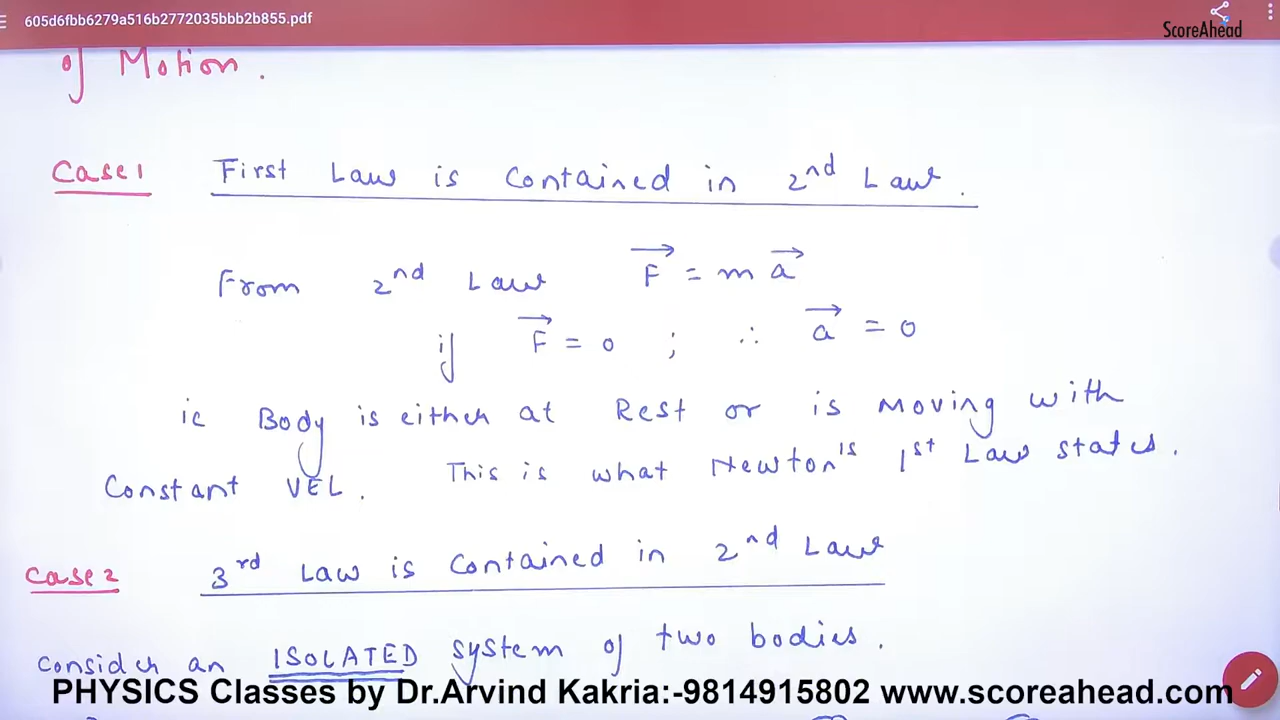 605d6fbb6279a516b2772035bbb2b855.pdf
ScoreAhead
of Motion.
Case 1 First Law is Contained in 2nd Law.
From 2nd Law F⃗ = m a⃗
if F⃗ = 0 ; ∴ a⃗ = 0
ie Body is either at Rest or is moving with
Constant VEL. This is what Newton's 1st Law states.
Case 2 3rd Law is Contained in 2nd Law
Consider an ISOLATED system of two bodies.
PHYSICS Classes by Dr.Arvind Kakria:-9814915802 www.scoreahead.com